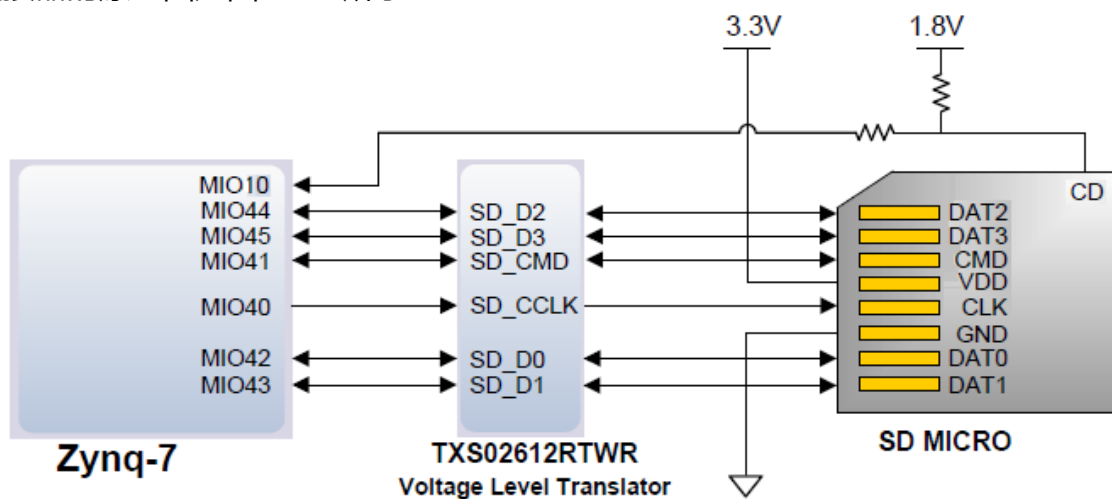 3.3V
1.8V
CD
MIO10
MIO44
MIO45
MIO41
MIO40
MIO42
MIO43
SD_D2
SD_D3
SD_CMD
SD_CCLK
SD_D0
SD_D1
DAT2
DAT3
CMD
VDD
CLK
GND
DAT0
DAT1
Zynq-7
TXS02612RTWR
Voltage Level Translator
SD MICRO